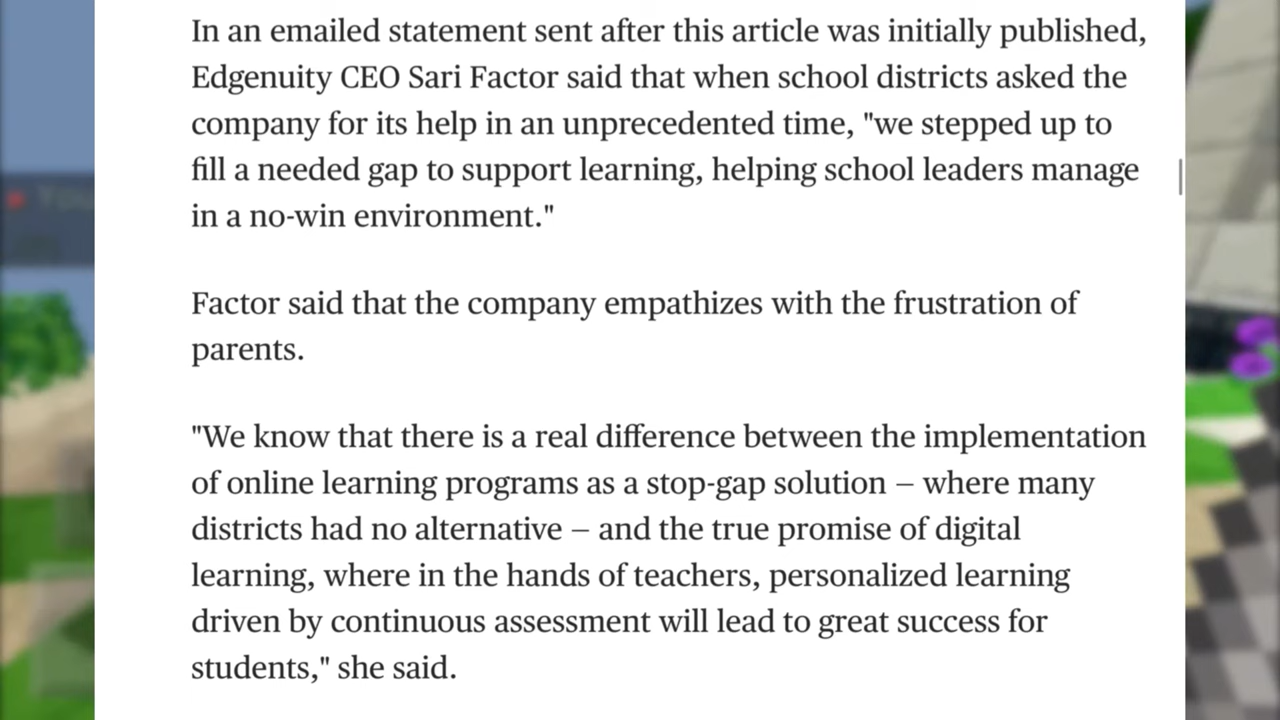 In an emailed statement sent after this article was initially published,
Edgenuity CEO Sari Factor said that when school districts asked the
company for its help in an unprecedented time, "we stepped up to
fill a needed gap to support learning, helping school leaders manage
in a no-win environment."
Factor said that the company empathizes with the frustration of
parents.
"We know that there is a real difference between the implementation
of online learning programs as a stop-gap solution – where many
districts had no alternative – and the true promise of digital
learning, where in the hands of teachers, personalized learning
driven by continuous assessment will lead to great success for
students," she said.